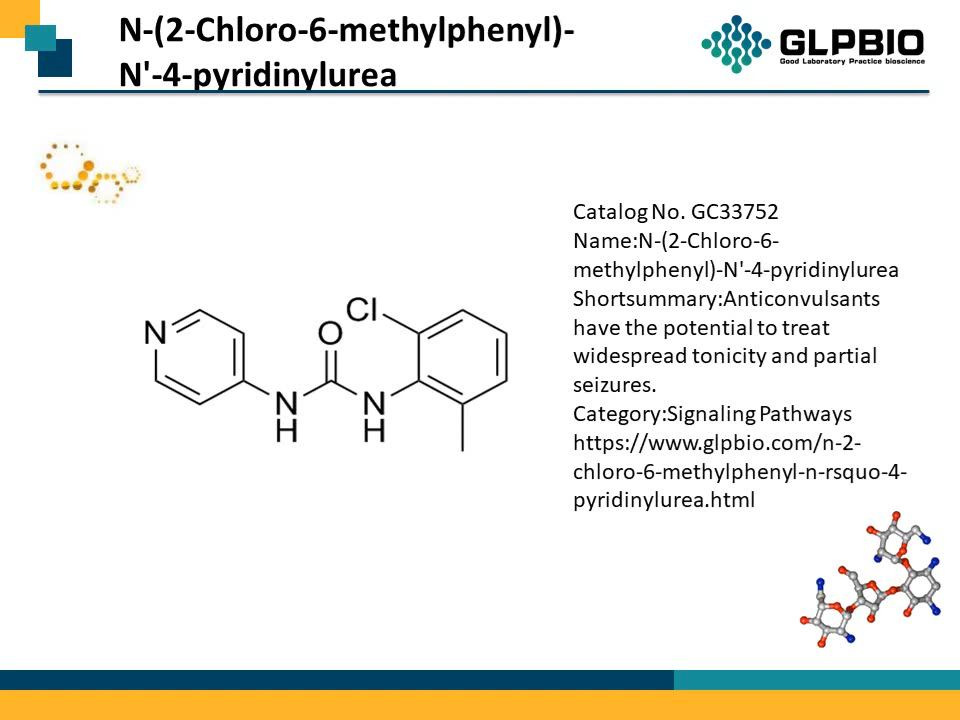 N-(2-Chloro-6-methylphenyl)-
N'-4-pyridinylurea
GLPBIO
Good Laboratory Practice bioscience
Catalog No. GC33752
Name:N-(2-Chloro-6-
methylphenyl)-N'-4-pyridinylurea
Shortsummary:Anticonvulsants
have the potential to treat
widespread tonicity and partial
seizures.
Category:Signaling Pathways
https://www.glpbio.com/n-2-
chloro-6-methylphenyl-n-rsquo-4-
pyridinylurea.html
Cl
N
O
N
N
H
H